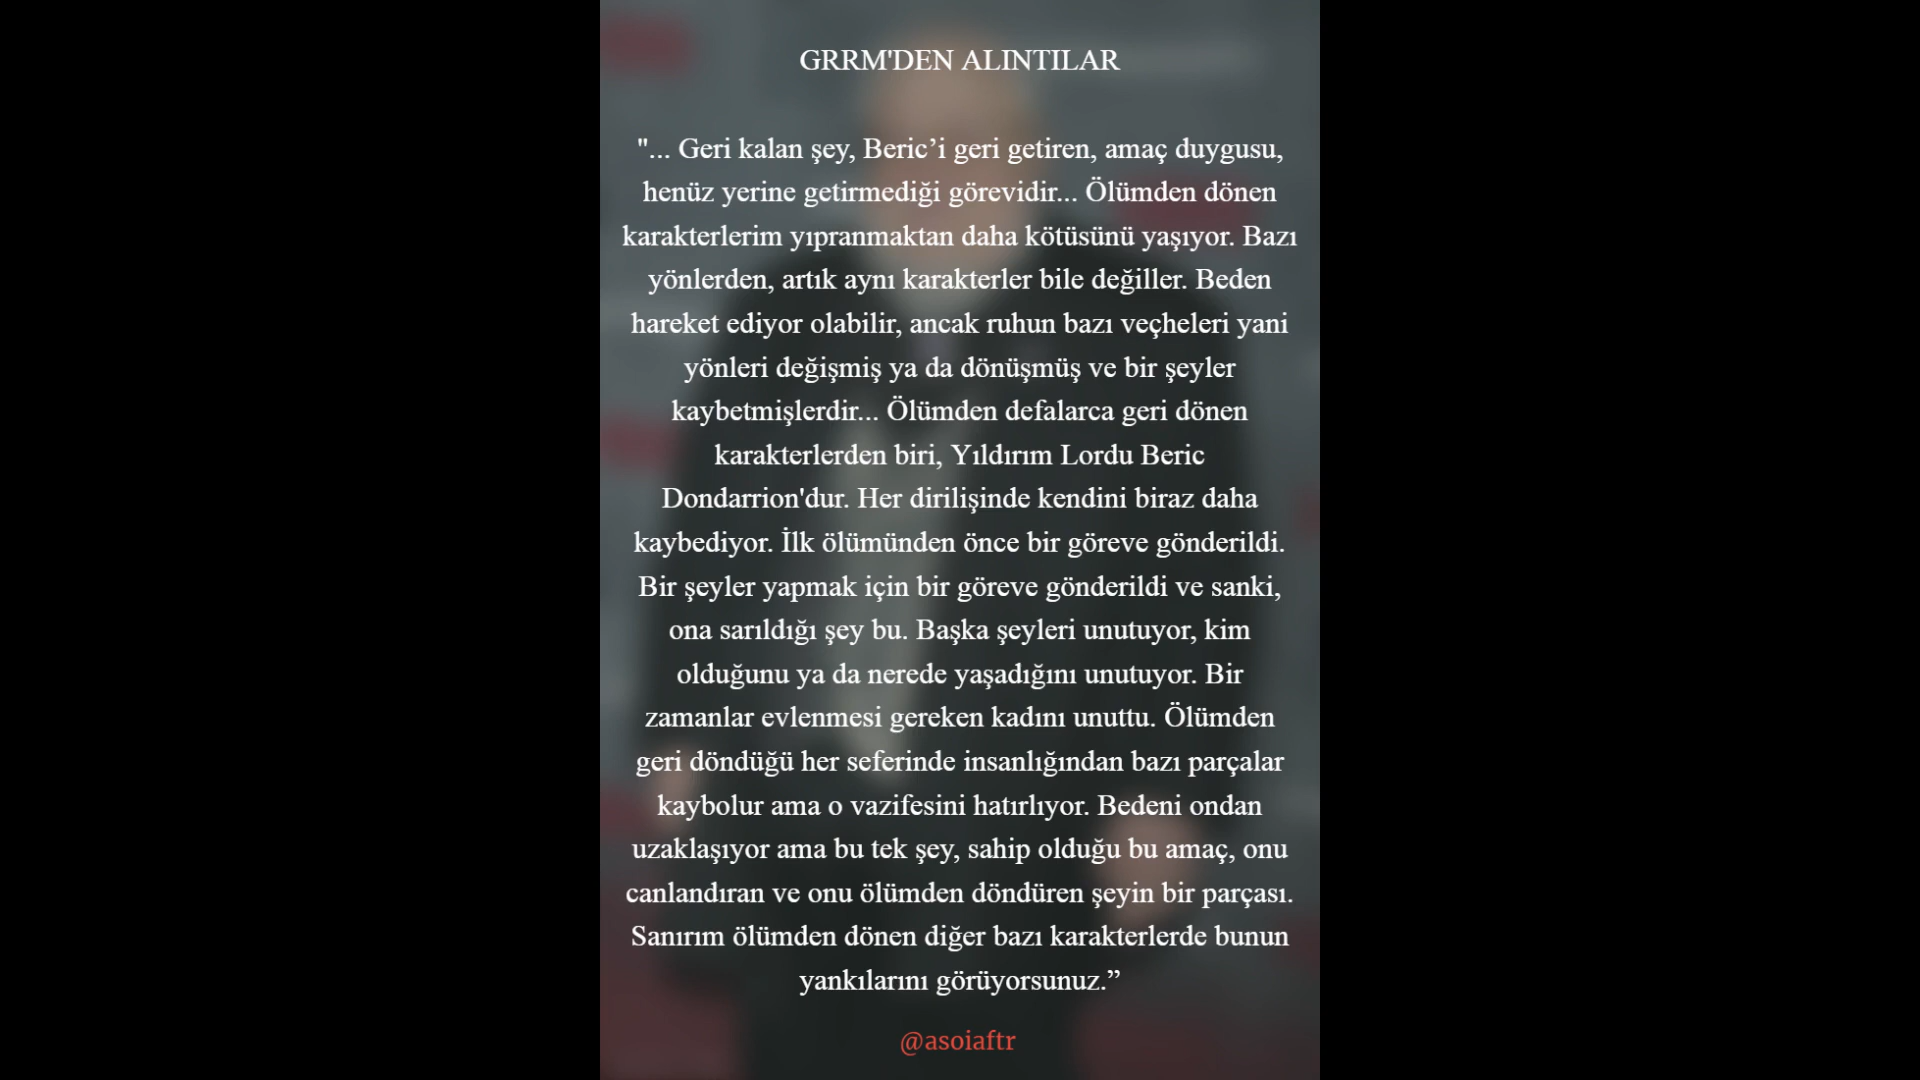 GRRM'DEN ALINTILAR
"... Geri kalan şey, Beric’i geri getiren, amaç duygusu,
henüz yerine getirmediği görevidir... Ölümden dönen
karakterlerim yıpranmaktan daha kötüsünü yaşıyor. Bazı
yönlerden, artık aynı karakterler bile değiller. Beden
hareket ediyor olabilir, ancak ruhun bazı veçheleri yani
yönleri değişmiş ya da dönüşmüş ve bir şeyler
kaybetmişlerdir... Ölümden defalarca geri dönen
karakterlerden biri, Yıldırım Lordu Beric
Dondarrion'dur. Her dirilişinde kendini biraz daha
kaybediyor. İlk ölümünden önce bir göreve gönderildi.
Bir şeyler yapmak için bir göreve gönderildi ve sanki,
ona sarıldığı şey bu. Başka şeyleri unutuyor, kim
olduğunu ya da nerede yaşadığını unutuyor. Bir
zamanlar evlenmesi gereken kadını unuttu. Ölümden
geri döndüğü her seferinde insanlığından bazı parçalar
kaybolur ama o vazifesini hatırlıyor. Bedeni ondan
uzaklaşıyor ama bu tek şey, sahip olduğu bu amaç, onu
canlandıran ve onu ölümden döndüren şeyin bir parçası.
Sanırım ölümden dönen diğer bazı karakterlerde bunun
yankılarını görüyorsunuz.”
@asoiaftr